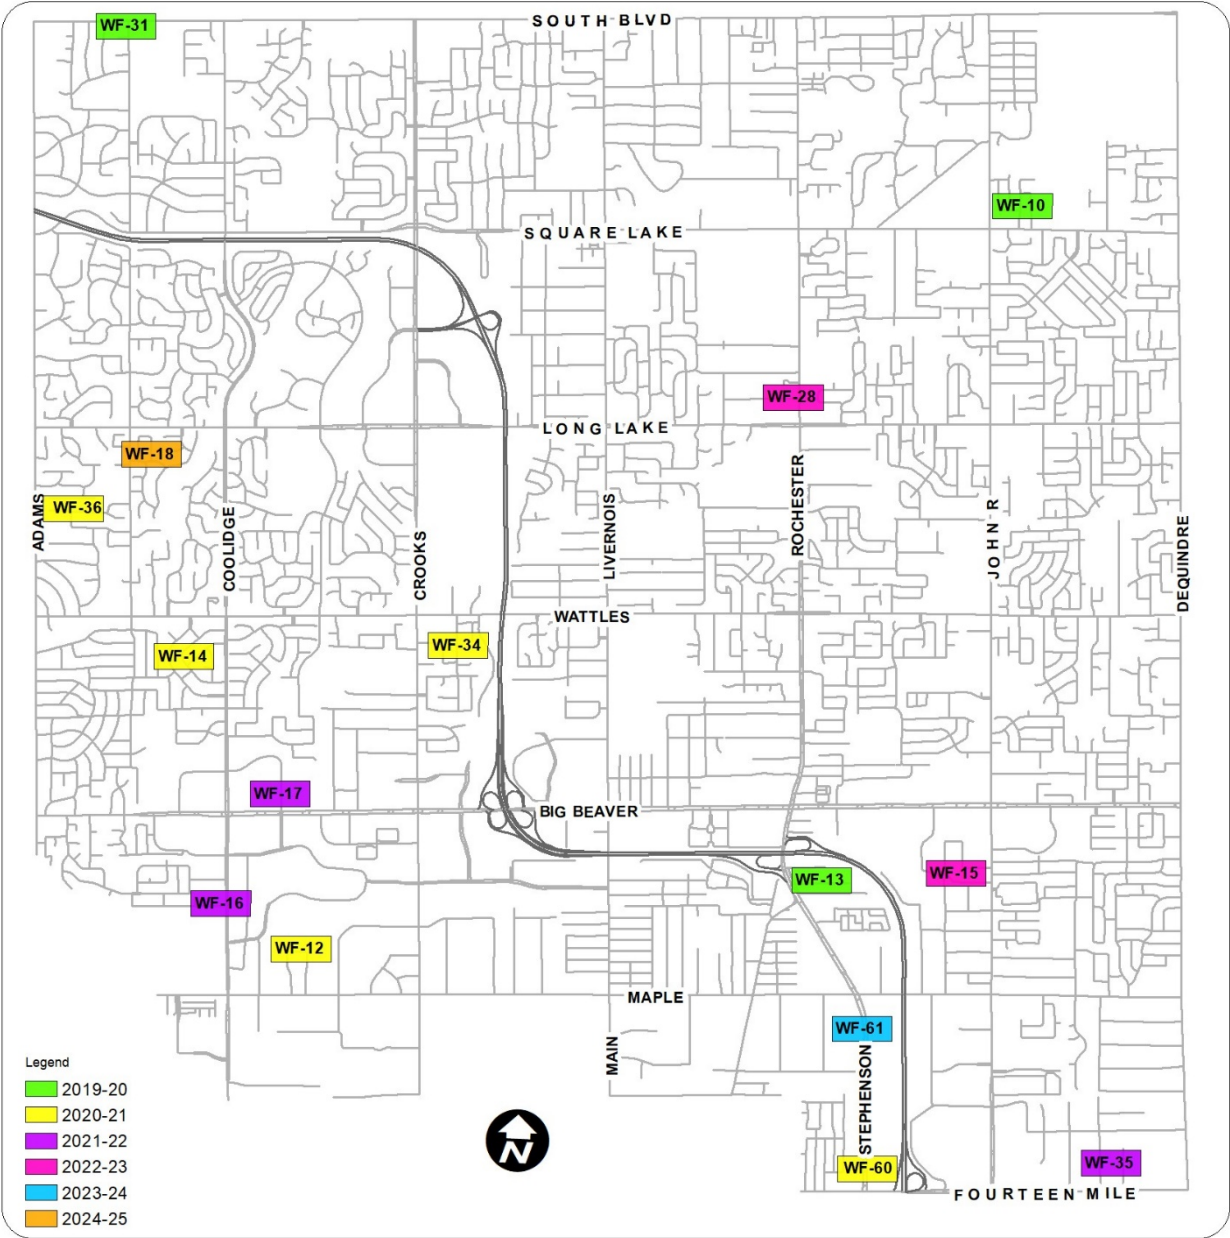 WF-31
SOUTH BLVD
WF-10
SQUARE LAKE
WF-28
LONG LAKE
WF-18
ADAMS
WF-36
COOLIDGE
CROOKS
LIVERNOIS
ROCHESTER
JOHN R
DEQUINDRE
WATTLES
WF-14
WF-34
WF-17
BIG BEAVER
WF-16
WF-13
WF-15
WF-12
MAPLE
WF-61
MAIN
STEPHENSON
WF-60
WF-35
FOURTEEN MILE
Legend
2019-20
2020-21
2021-22
2022-23
2023-24
2024-25
N